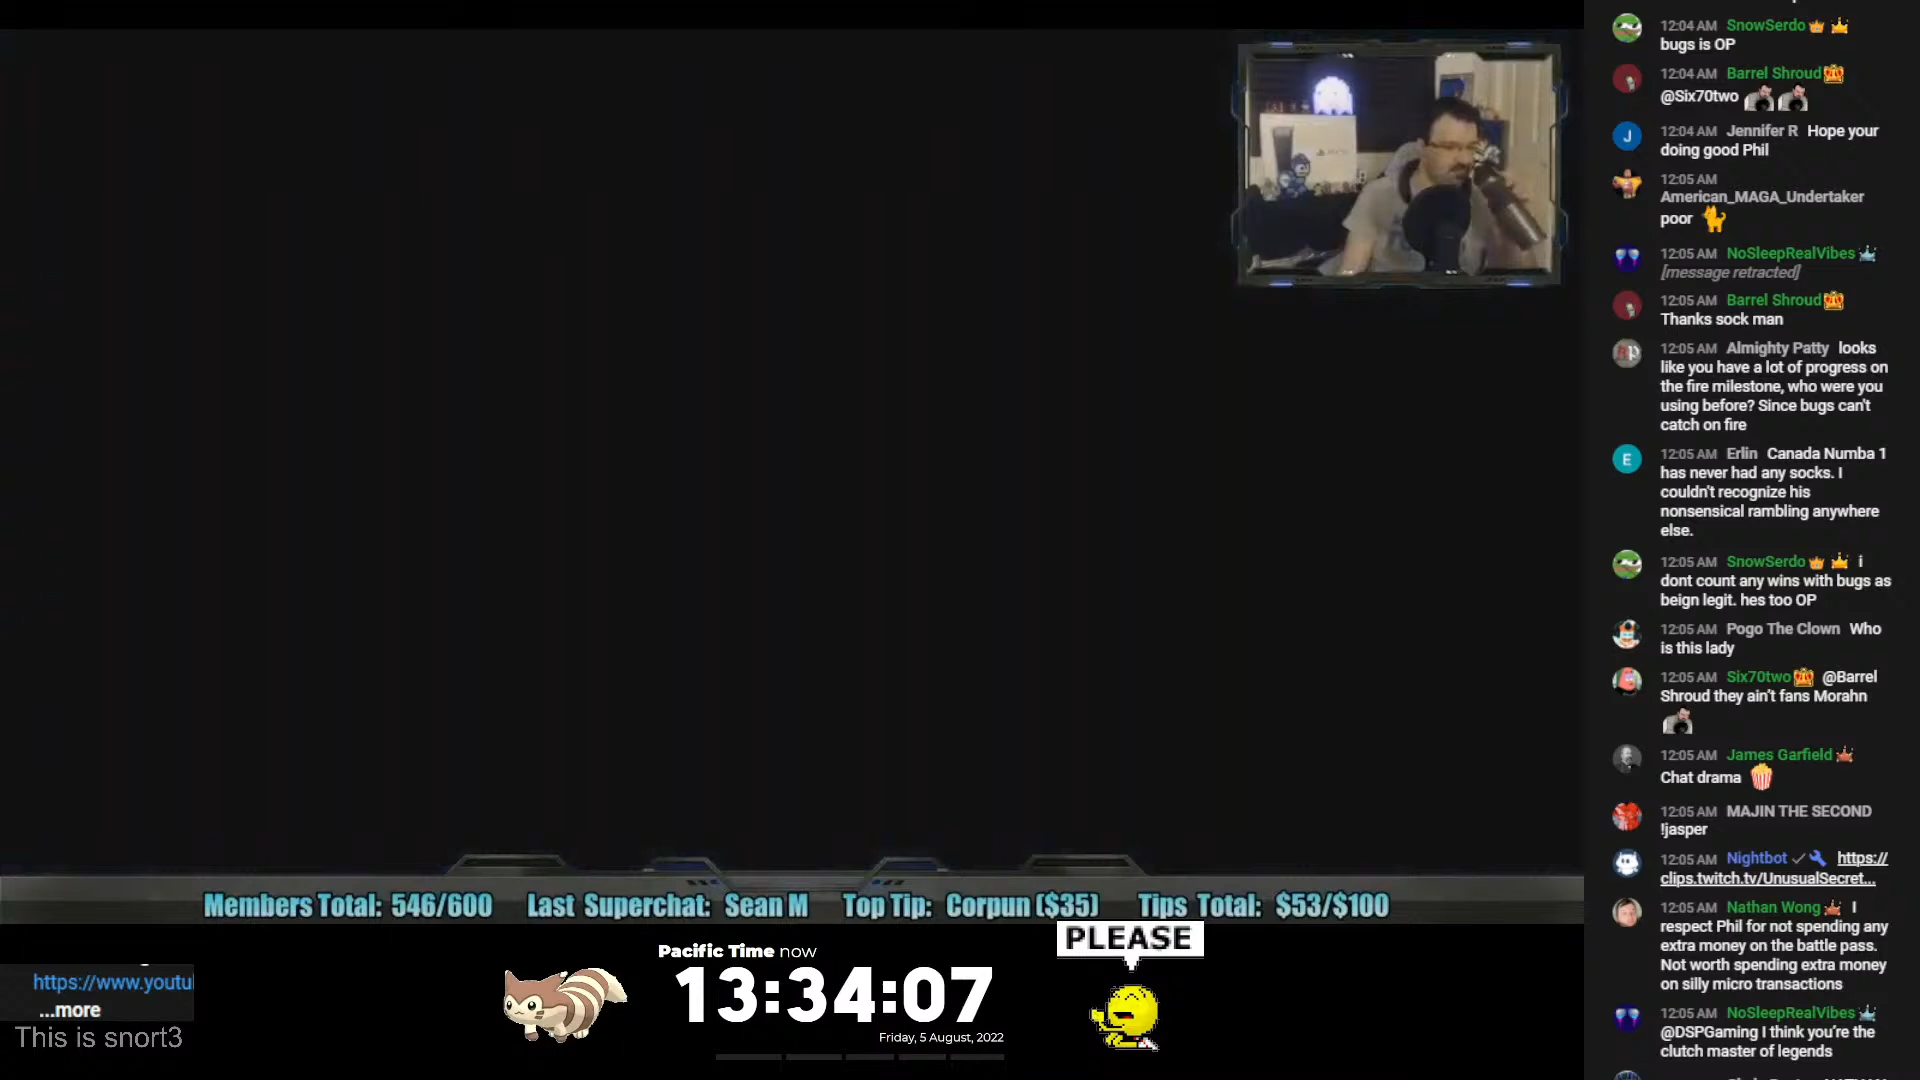 12:04 AM SnowSerdo
bugs is OP
12:04 AM Barrel Shroud
@Six70two
12:04 AM Jennifer R Hope your
doing good Phil
12:05 AM
American_MAGA_Undertaker
poor
12:05 AM NoSleepRealVibes
[message retracted]
12:05 AM Barrel Shroud
Thanks sock man
12:05 AM Almighty Patty looks
like you have a lot of progress on
the fire milestone, who were you
using before? Since bugs can't
catch on fire
E
12:05 AM Erlin Canada Numba 1
has never had any socks. I
couldn't recognize his
nonsensical rambling anywhere
else.
12:05 AM SnowSerdo i
dont count any wins with bugs as
beign legit. hes too OP
12:05 AM Pogo The Clown Who
is this lady
12:05 AM Six70two @Barrel
Shroud they ain't fans Morahn
12:05 AM James Garfield
Chat drama
12:05 AM MAJIN THE SECOND
!jasper
12:05 AM Nightbot https://
clips.twitch.tv/UnusualSecret...
12:05 AM Nathan Wong I
respect Phil for not spending any
extra money on the battle pass.
Not worth spending extra money
on silly micro transactions
12:05 AM NoSleepRealVibes
@DSPGaming I think you're the
clutch master of legends
Members Total: 546/600 Last Superchat: Sean M Top Tip: Corpun ($35) Tips Total: $53/$100
PLEASE
Pacific Time now
13:34:07
Friday, 5 August, 2022
https://www.youtu
...more
This is snort3
J